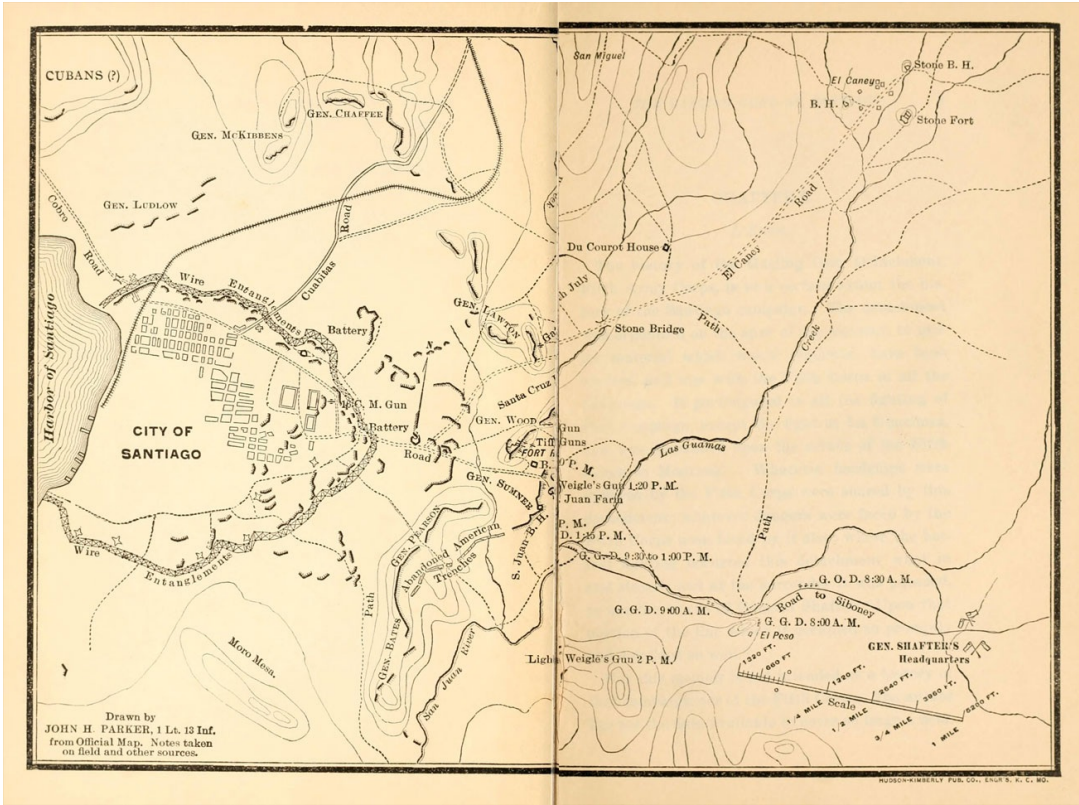 CUBANS (?)
GEN. CHAFFEE
GEN. MCKIBBENS
GEN. LUDLOW
Cobre
Road
Cuabitas
Road
Wire
Entanglements
Harbor of Santiago
Battery
N
GEN. LAWTON
C. M. Gun
Battery
CITY OF
SANTIAGO
Road
Santa Cruz
GEN. WOOD
Gun
Guns
FORT
GEN. SUMNER
S. Juan B. H.
GEN. PEARSON
Abandoned American
Trenches
Path
GEN. BATES
San Juan River
Wire
Entanglements
Moro Mesa.
Drawn by
JOHN H. PARKER, 1 Lt. 13 Inf.
from Official Map. Notes taken
on field and other sources.
San Miguel
El Caney
Stone B. H.
B. H.
Stone Fort
El Caney
Road
Du Courot House
July
Path
Stone Bridge
Creek
Las Guamas
P. M.
Weigle's Gun 1:20 P. M.
Juan Farm
P. M.
D. 1:15 P. M.
G. G. D. 9:30 to 1:00 P. M.
Path
G. O. D. 8:30 A. M.
Road to Siboney
G. G. D. 9:00 A. M.
G. G. D. 8:00 A. M.
El Poso
GEN. SHAFTER'S
Headquarters
Weigle's Gun 2 P. M.
1320 FT.
660 FT
0
0
1320 FT.
2640 FT.
3960 FT.
5200 FT.
Scale
1/4 MILE
1/2 MILE
3/4 MILE
1 MILE
HUDSON-KIMBERLY PUB. CO., ENGR'S, K. C. MO.